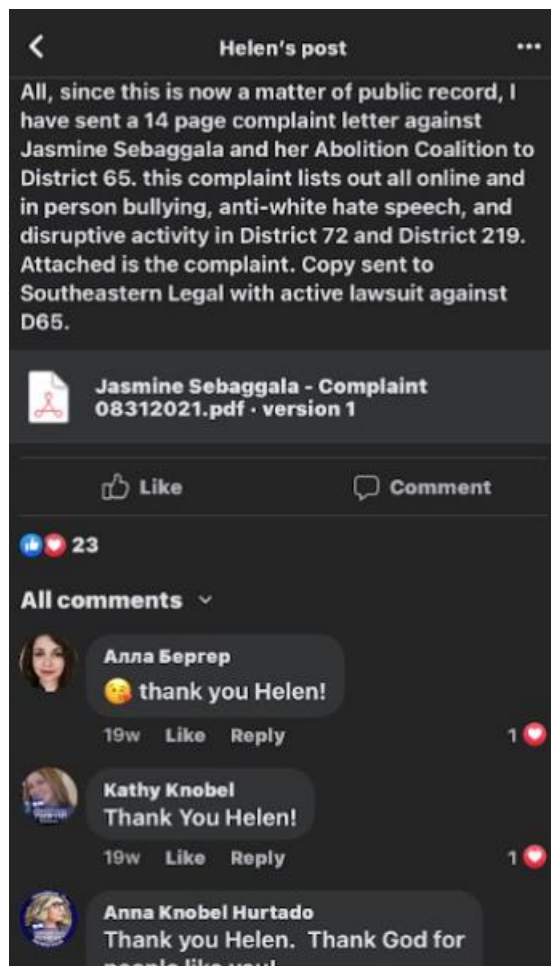 Helen's post
All, since this is now a matter of public record, I
have sent a 14 page complaint letter against
Jasmine Sebaggala and her Abolition Coalition to
District 65. this complaint lists out all online and
in person bullying, anti-white hate speech, and
disruptive activity in District 72 and District 219.
Attached is the complaint. Copy sent to
Southeastern Legal with active lawsuit against
D65.
Jasmine Sebaggala - Complaint
08312021.pdf · version 1
Like Comment
23
All comments
Алла Бергер
😘 thank you Helen!
19w Like Reply 1
Kathy Knobel
Thank You Helen!
19w Like Reply 1
Anna Knobel Hurtado
Thank you Helen. Thank God for
people like you!